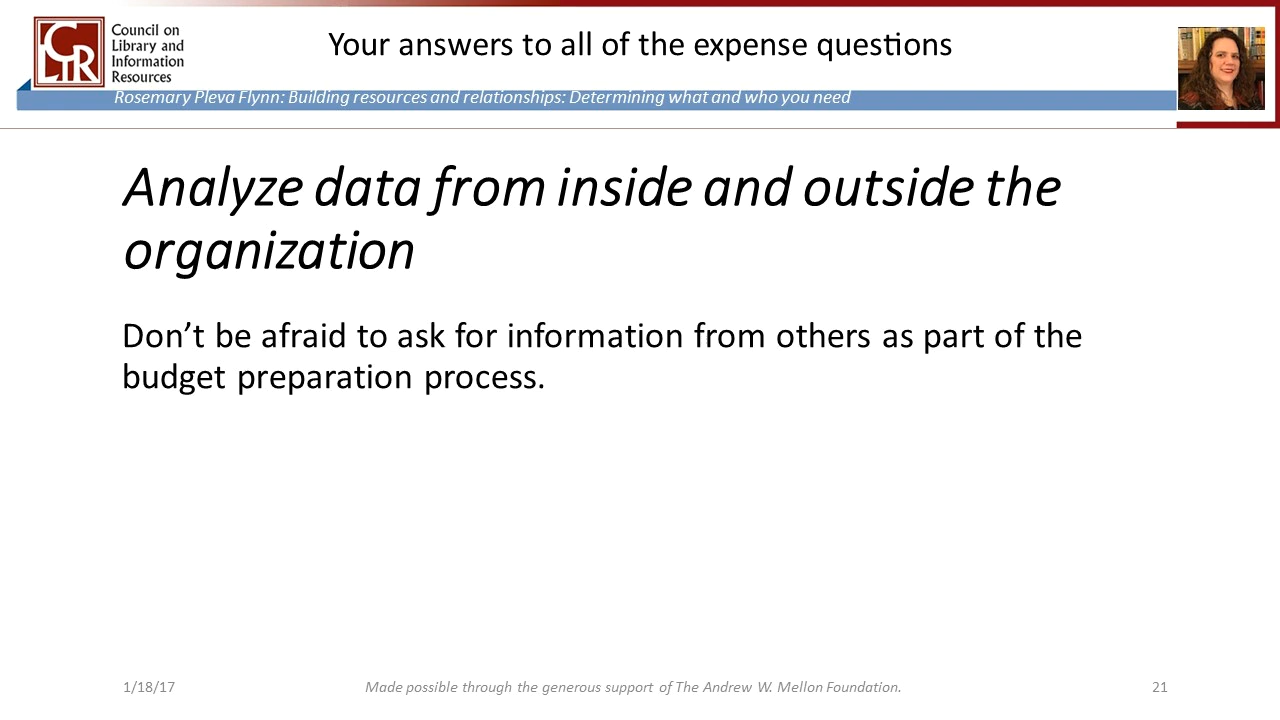 CLIR
Council on
Library and
Information
Resources
Your answers to all of the expense questions
Rosemary Pleva Flynn: Building resources and relationships: Determining what and who you need
Analyze data from inside and outside the
organization
Don’t be afraid to ask for information from others as part of the
budget preparation process.
1/18/17
Made possible through the generous support of The Andrew W. Mellon Foundation.
21